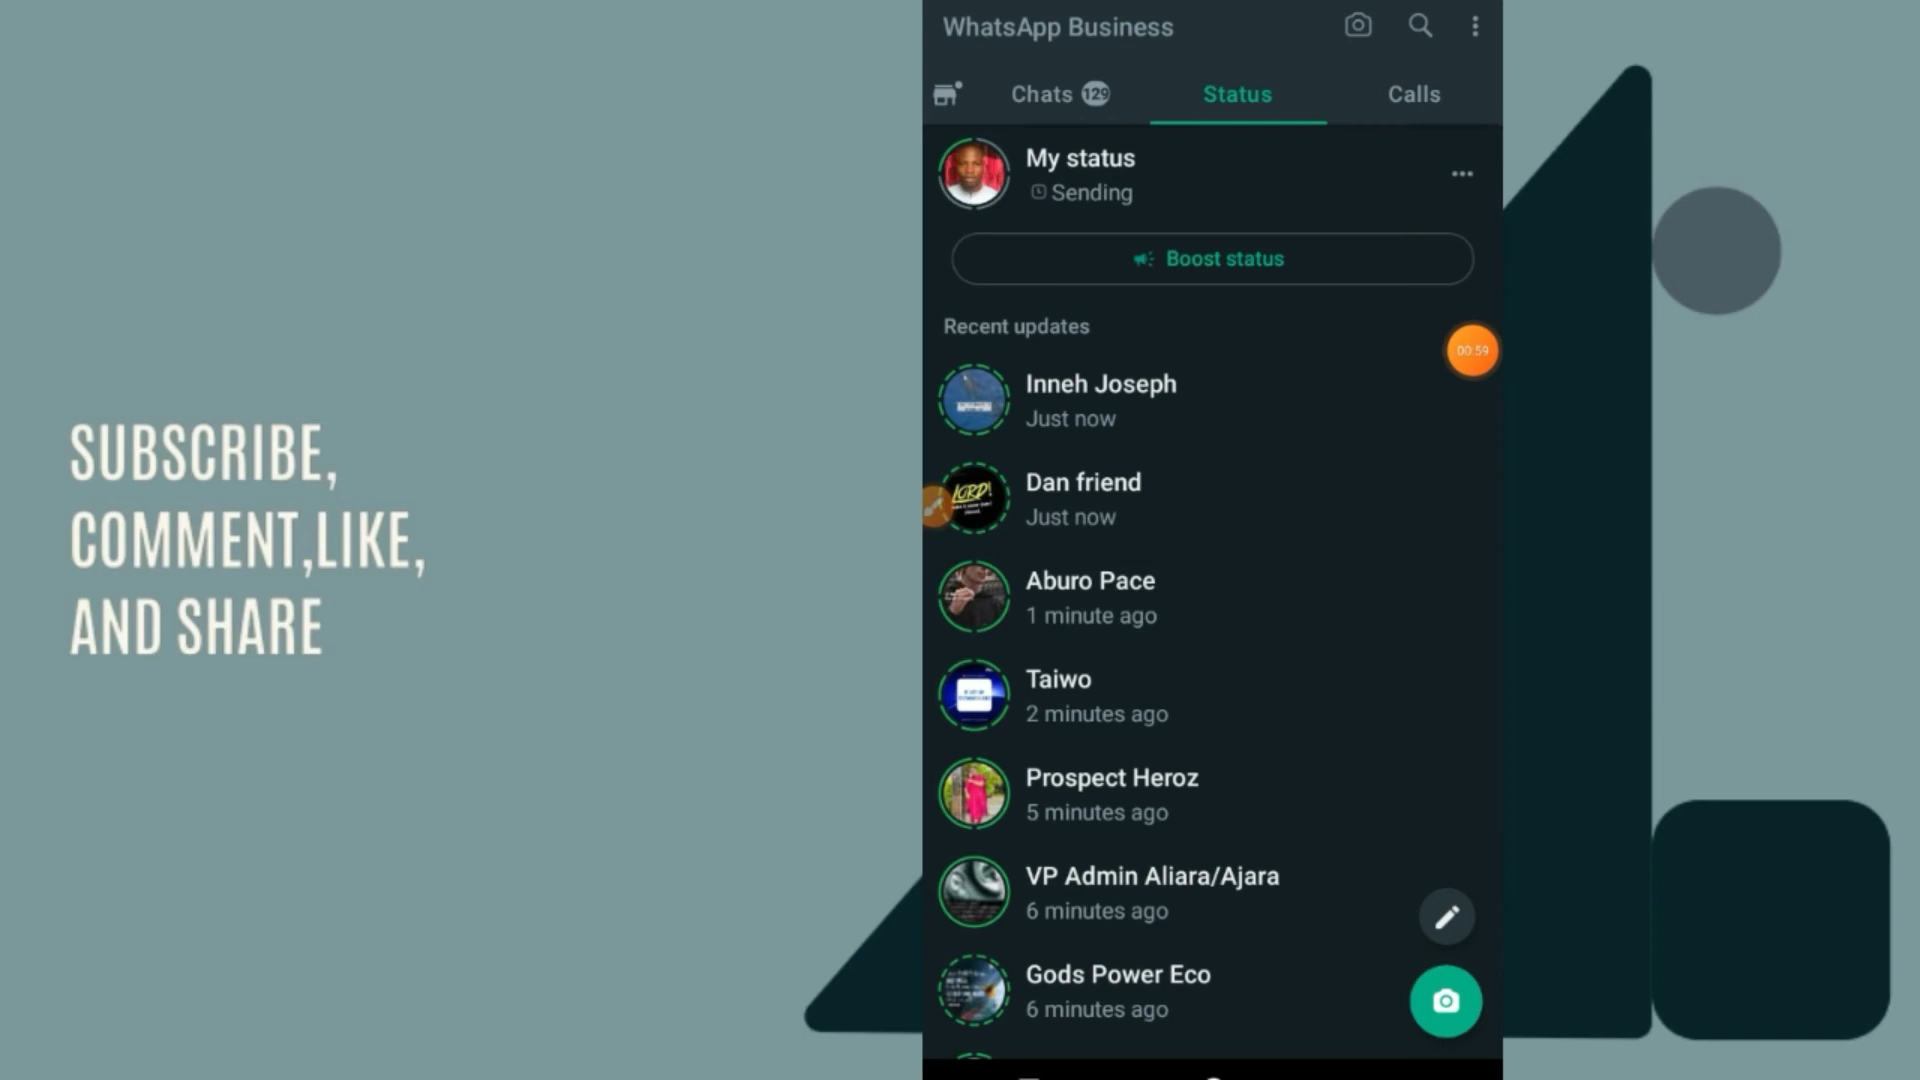 SUBSCRIBE,
COMMENT,LIKE,
AND SHARE
WhatsApp Business
Chats 129
Status
Calls
My status
Sending
Boost status
Recent updates
00:59
Inneh Joseph
Just now
LORD!
Dan friend
Just now
Aburo Pace
1 minute ago
Taiwo
2 minutes ago
Prospect Heroz
5 minutes ago
VP Admin Aliara/Ajara
6 minutes ago
Gods Power Eco
6 minutes ago